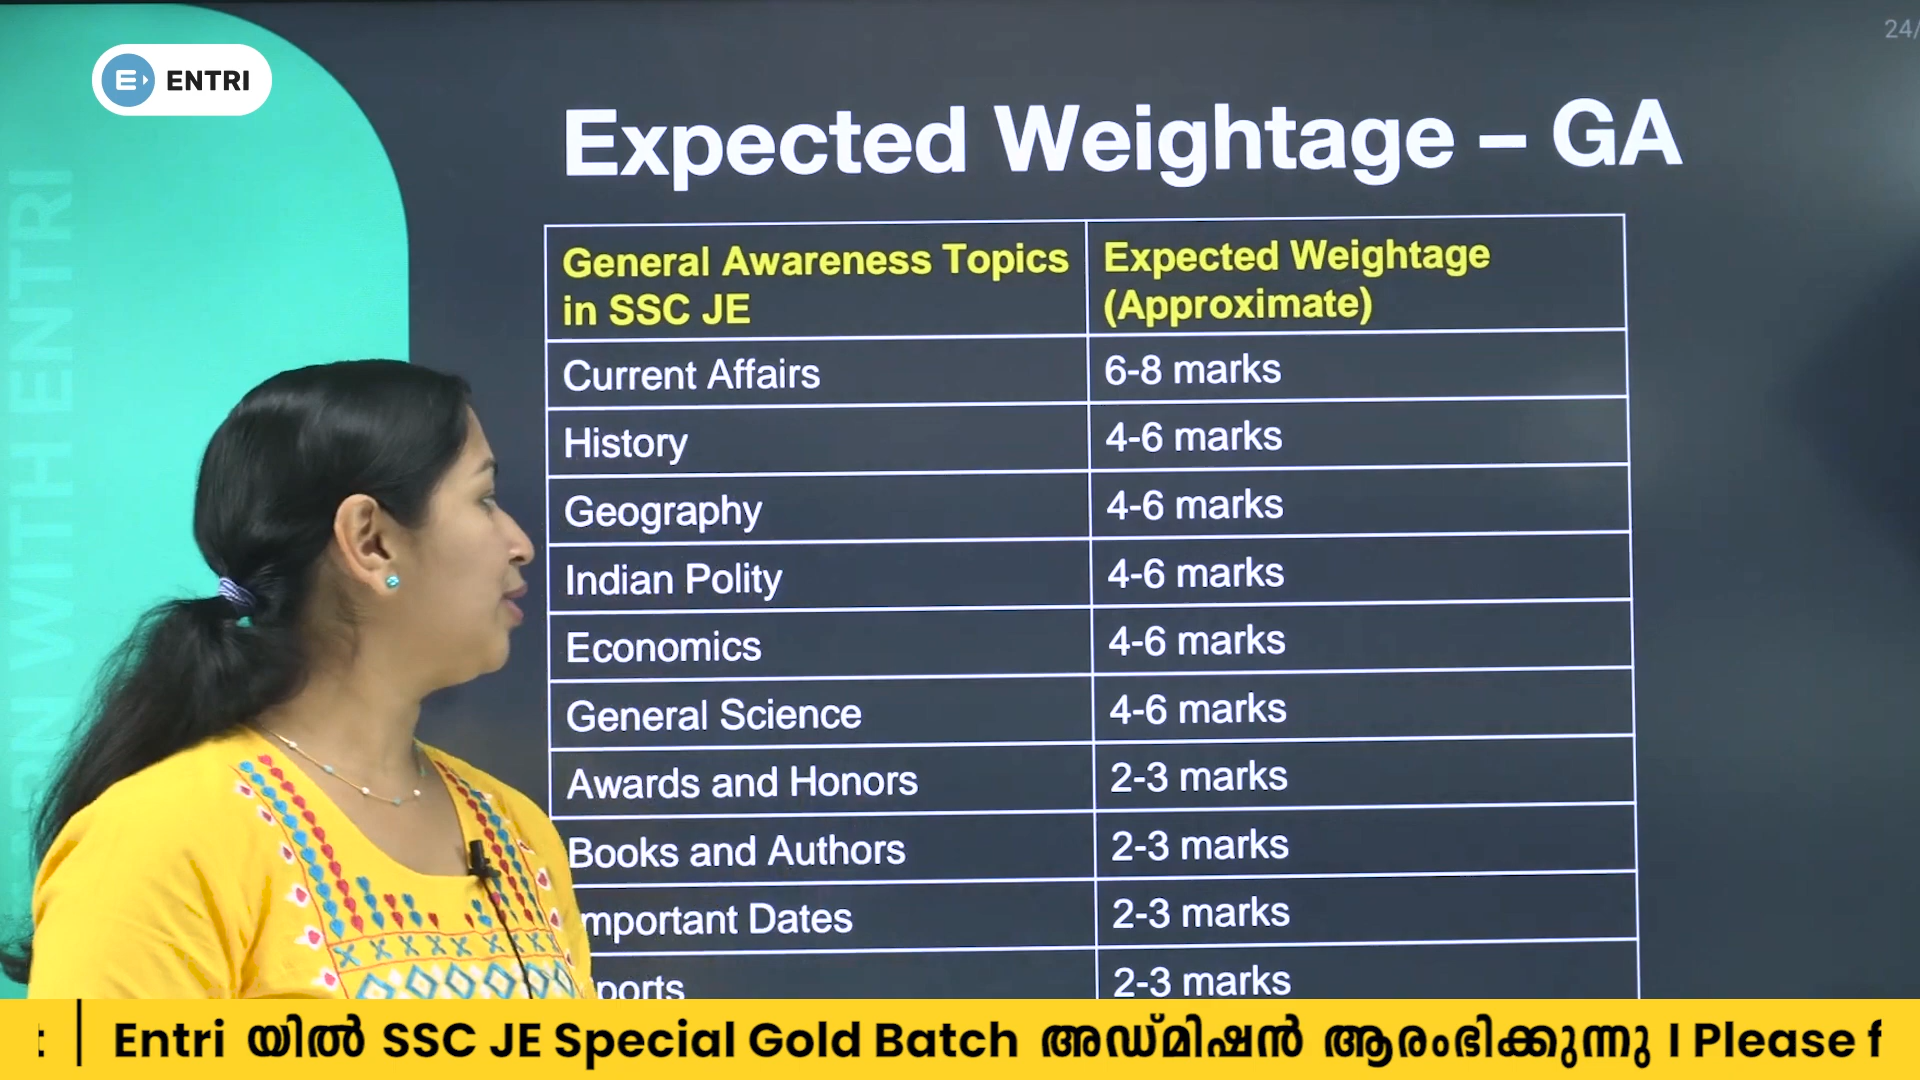 ENTRI
24/
Expected Weightage – GA
General Awareness Topics in SSC JE
Expected Weightage (Approximate)
Current Affairs
6-8 marks
History
4-6 marks
Geography
4-6 marks
Indian Polity
4-6 marks
Economics
4-6 marks
General Science
4-6 marks
Awards and Honors
2-3 marks
Books and Authors
2-3 marks
mportant Dates
2-3 marks
ports
2-3 marks
WITH ENTRI
Entri യിൽ SSC JE Special Gold Batch അഡ്മിഷൻ ആരംഭിക്കുന്നു I Please f